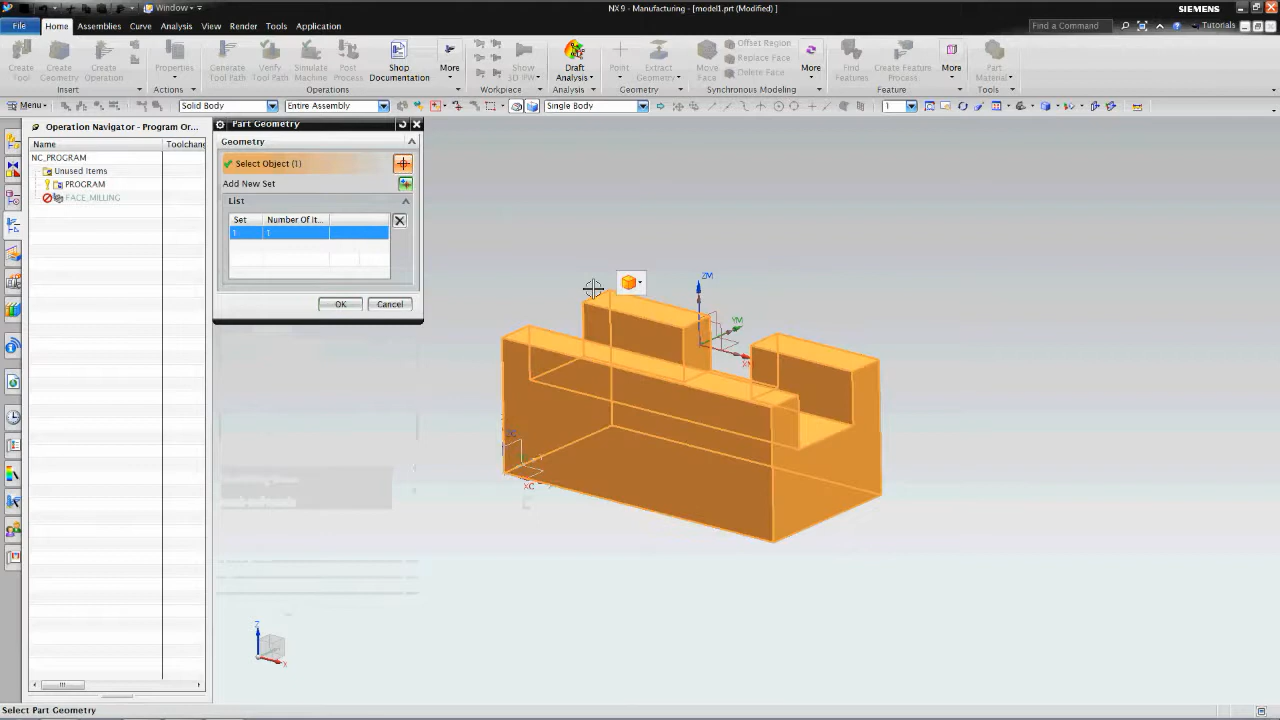 Window
NX 9 - Manufacturing - [model1.prt (Modified) ]
SIEMENS
File Home Assemblies Curve Analysis View Render Tools Application
Find a Command
Tutorials
Create Tool
Create Geometry
Create Operation
Properties
Generate Tool Path
Verify Tool Path
Simulate Machine
Post Process
Shop Documentation
More
Show 3D IPW
Draft Analysis
Point
Extract Geometry
Move Face
Offset Region
Replace Face
Delete Face
More
Find Features
Create Feature Process
More
Part Material
Insert Actions Operations Workpiece Analysis Geometry Synchronous Modeling Feature Tools
Menu Solid Body Entire Assembly Single Body 1
Operation Navigator - Program Or...
Name Toolchang
NC_PROGRAM
Unused Items
PROGRAM
FACE_MILLING
Part Geometry
Geometry
Select Object (1)
Add New Set
List
Set Number Of It...
1 1
OK Cancel
ZM
YM
XC
Z
X
Select Part Geometry